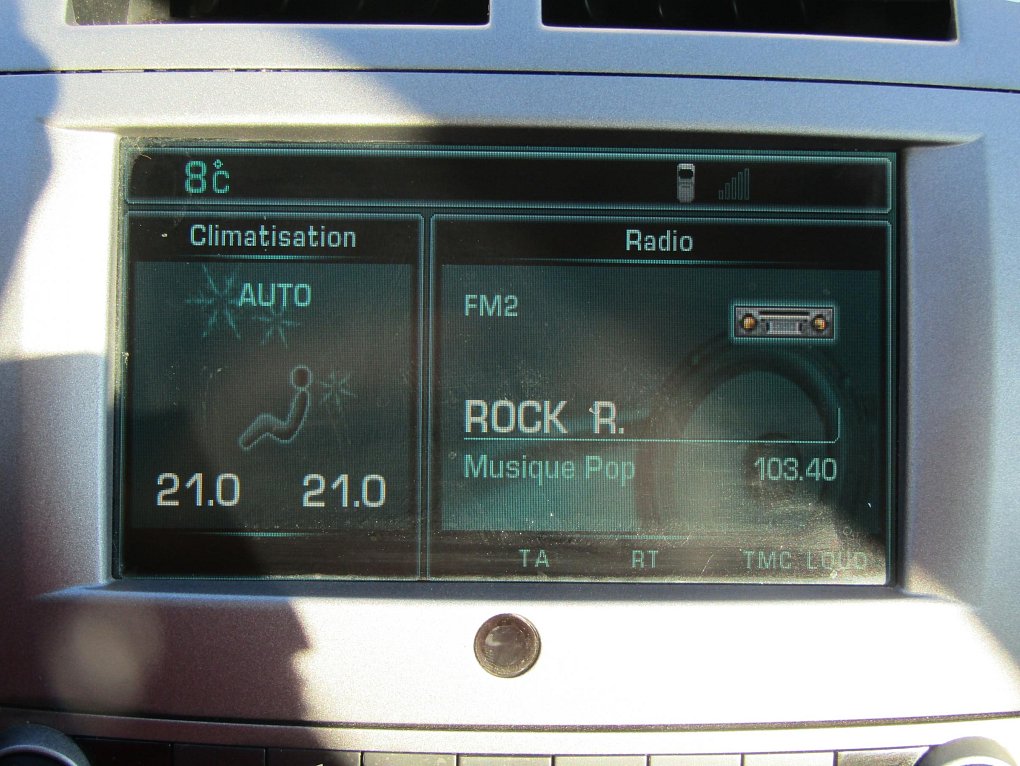 8°C
Climatisation
AUTO
21.0 21.0
Radio
FM2
ROCK R.
Musique Pop 103.40
TA RT TMC LOUD